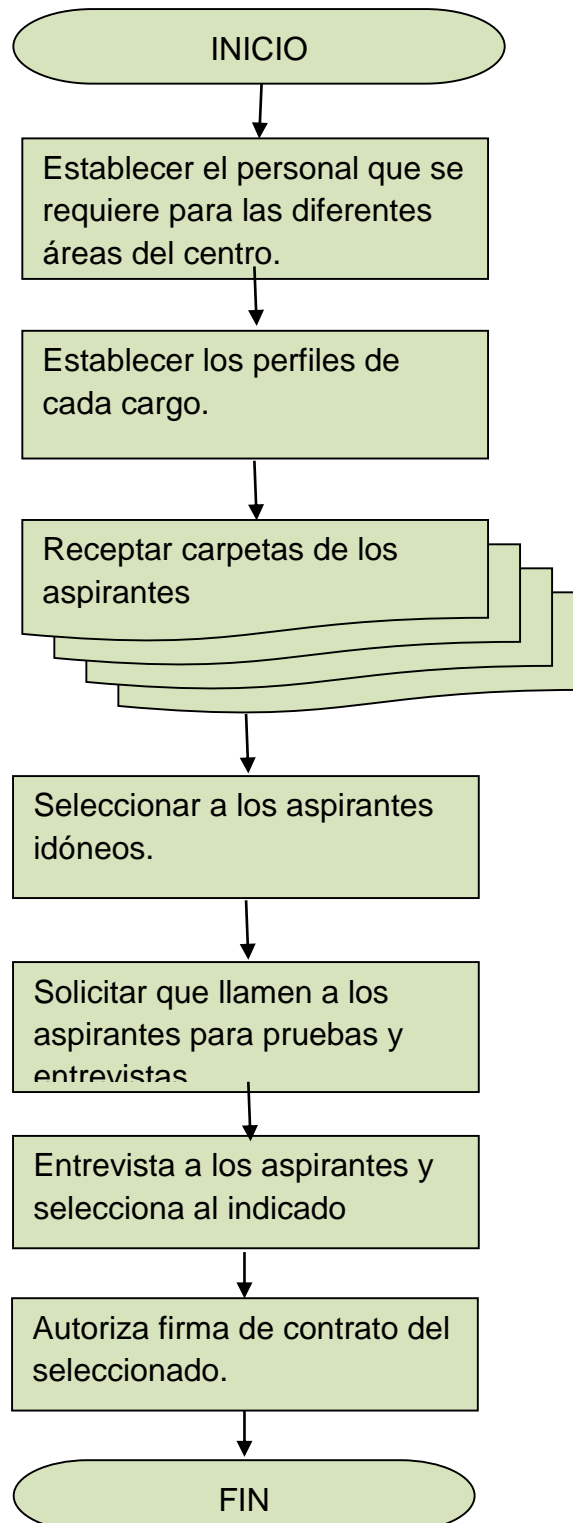 INICIO
Establecer el personal que se
requiere para las diferentes
áreas del centro.
Establecer los perfiles de
cada cargo.
Receptar carpetas de los
aspirantes
Seleccionar a los aspirantes
idóneos.
Solicitar que llamen a los
aspirantes para pruebas y
entrevistas
Entrevista a los aspirantes y
selecciona al indicado
Autoriza firma de contrato del
seleccionado.
FIN